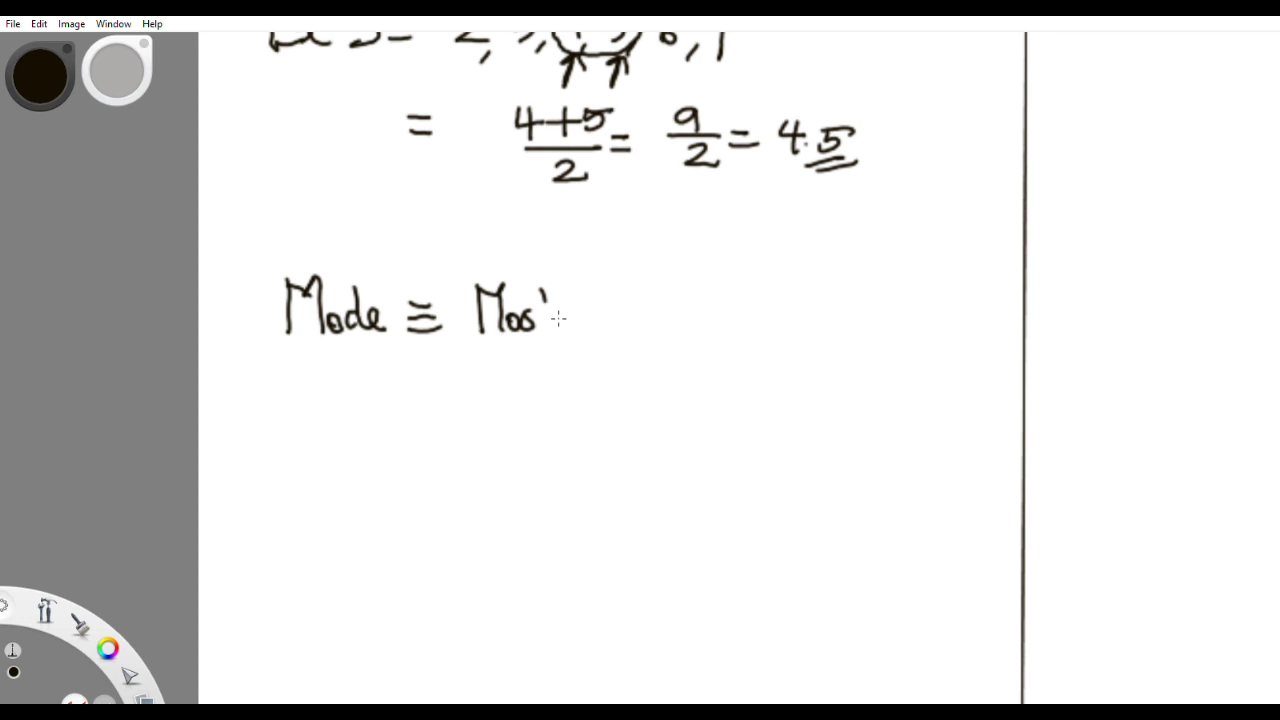 File Edit Image Window Help
= 4+5/2 = 9/2 = 4.5
Mode ≡ Mos